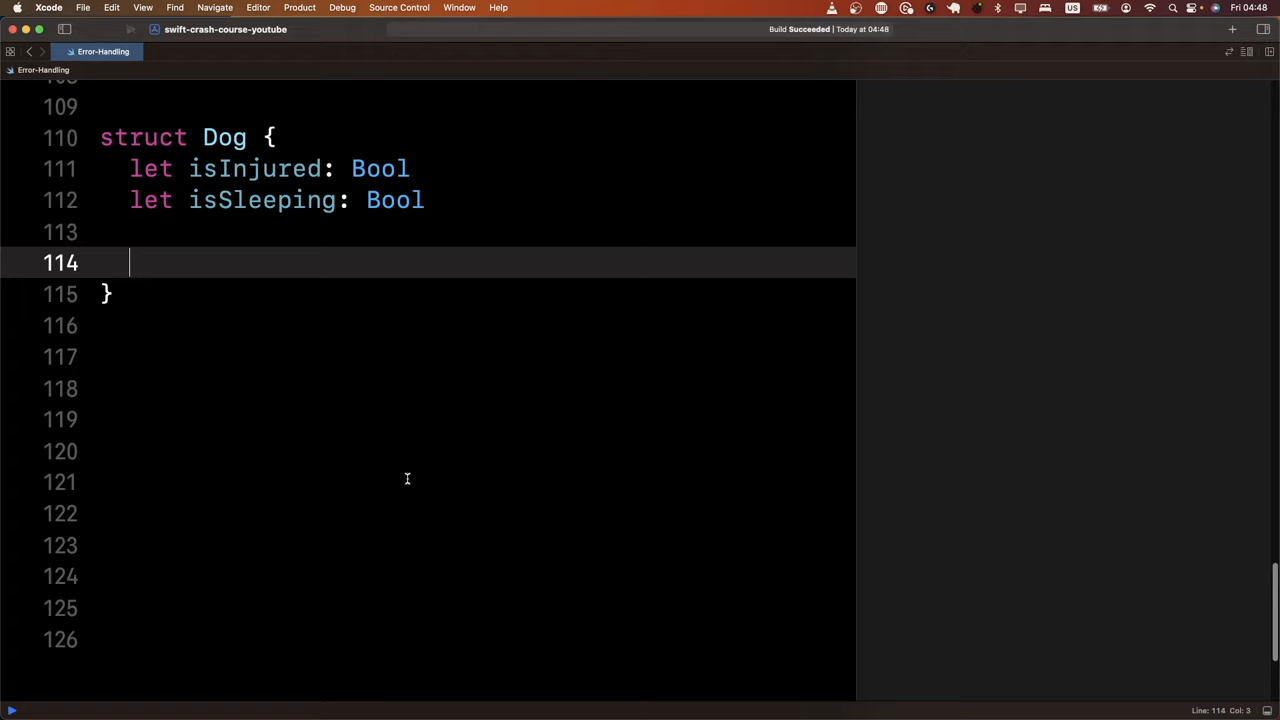 Xcode File Edit View Find Navigate Editor Product Debug Source Control Window Help US Fri 04:48
swift-crash-course-youtube Build Succeeded | Today at 04:48
Error-Handling
Error-Handling
109
110 struct Dog {
111 let isInjured: Bool
112 let isSleeping: Bool
113
114
115 }
116
117
118
119
120
121
122
123
124
125
126
Line: 114 Col: 3